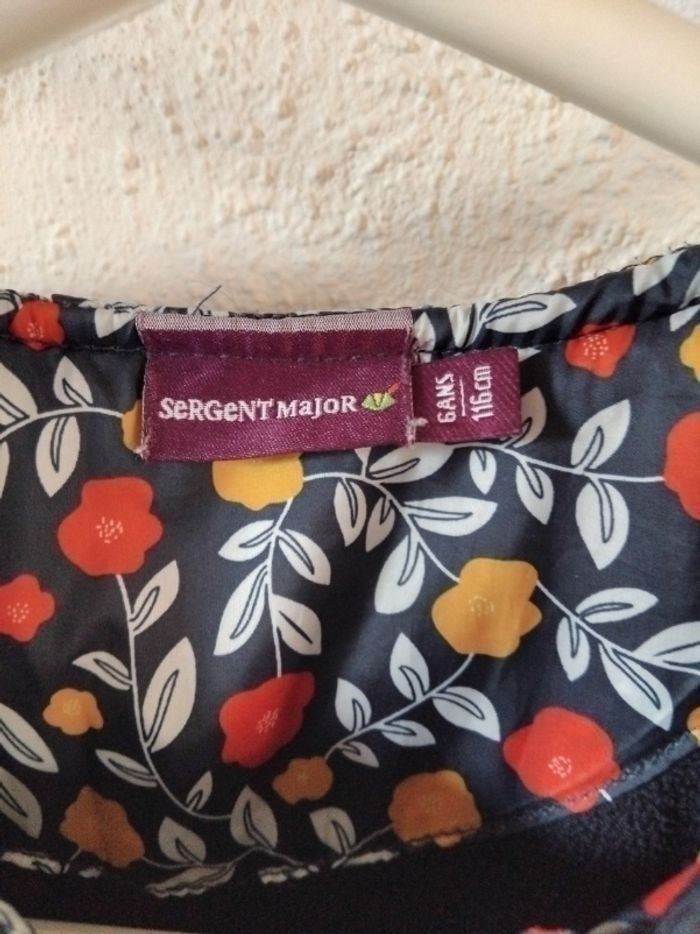 SeRGeNT MaJoR
6ANS
116cm